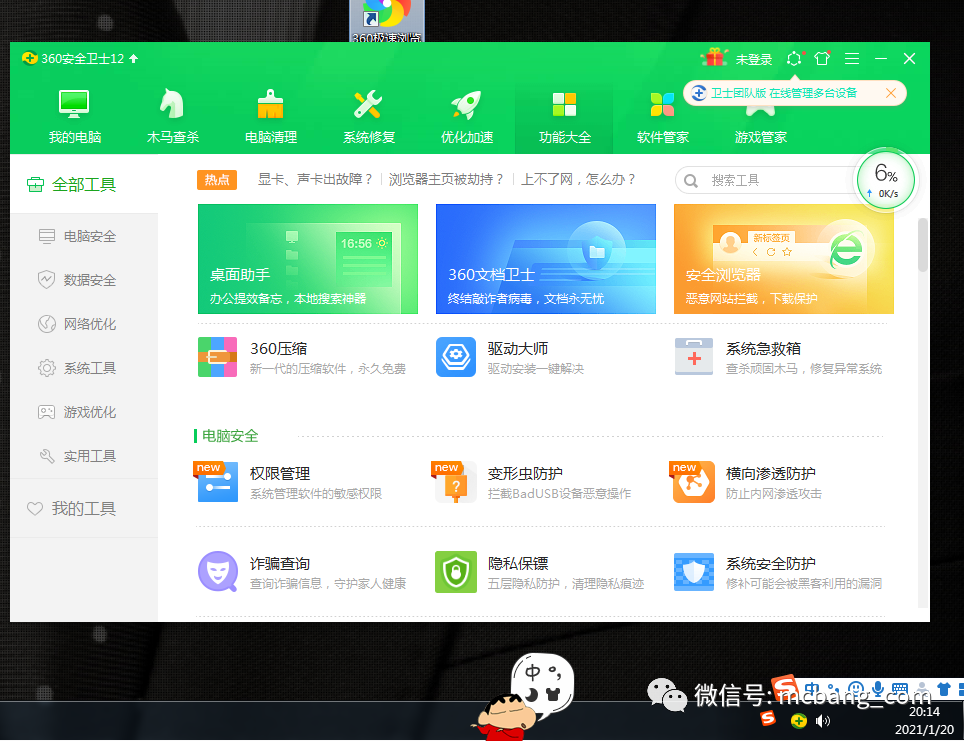 360极速浏览
360安全卫士12
未登录
卫士团队版 在线管理多台设备
我的电脑
木马查杀
电脑清理
系统修复
优化加速
功能大全
软件管家
游戏管家
全部工具
热点
显卡、声卡出故障？
浏览器主页被劫持？
上不了网，怎么办？
搜索工具
6%
0K/s
电脑安全
数据安全
网络优化
系统工具
游戏优化
实用工具
我的工具
16:56
桌面助手
办公提效备忘，本地搜索神器
360文档卫士
终结敲诈者病毒，文档永无忧
新标签页
安全浏览器
恶意网站拦截，下载保护
360压缩
新一代的压缩软件，永久免费
驱动大师
驱动安装一键解决
系统急救箱
查杀顽固木马，修复异常系统
电脑安全
new
权限管理
系统管理软件的敏感权限
new
变形虫防护
拦截BadUSB设备恶意操作
new
横向渗透防护
防止内网渗透攻击
诈骗查询
查询诈骗信息，守护家人健康
隐私保镖
五层隐私防护，清理隐私痕迹
系统安全防护
修补可能会被黑客利用的漏洞
中 °,
中
微信号: mcbang_com
20:14
2021/1/20